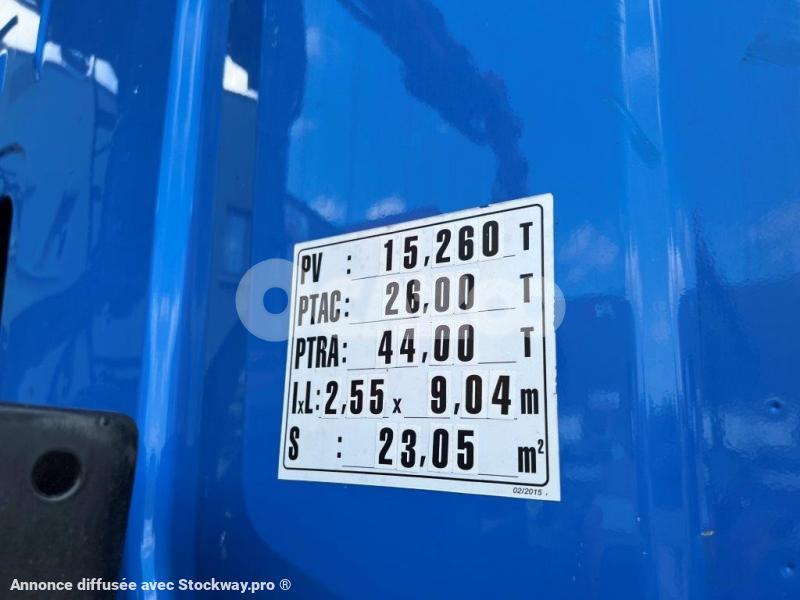 PV : 15,260 T
PTAC: 26,00 T
PTRA: 44,00 T
lxL: 2,55 x 9,04 m
S : 23,05 m²
02/2015
Annonce diffusée avec Stockway.pro ®